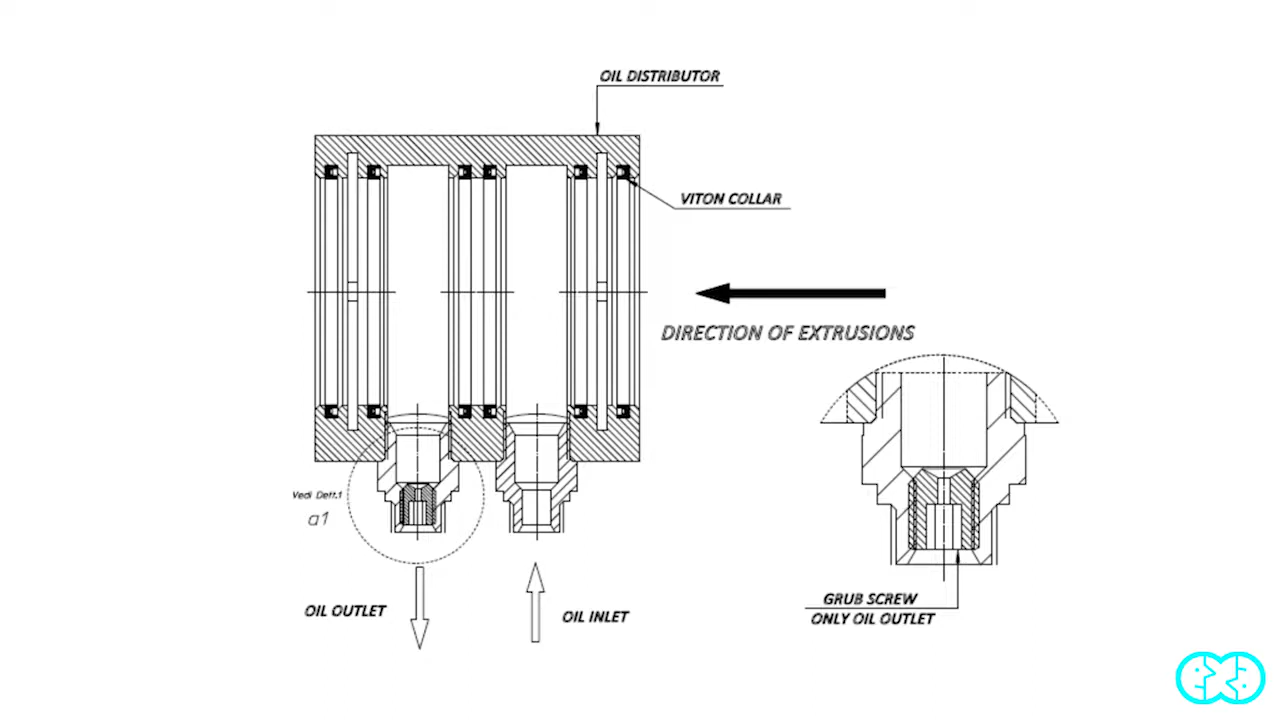 OIL DISTRIBUTOR
VITON COLLAR
DIRECTION OF EXTRUSIONS
Vedi Dett.1
a1
OIL OUTLET
OIL INLET
GRUB SCREW
ONLY OIL OUTLET